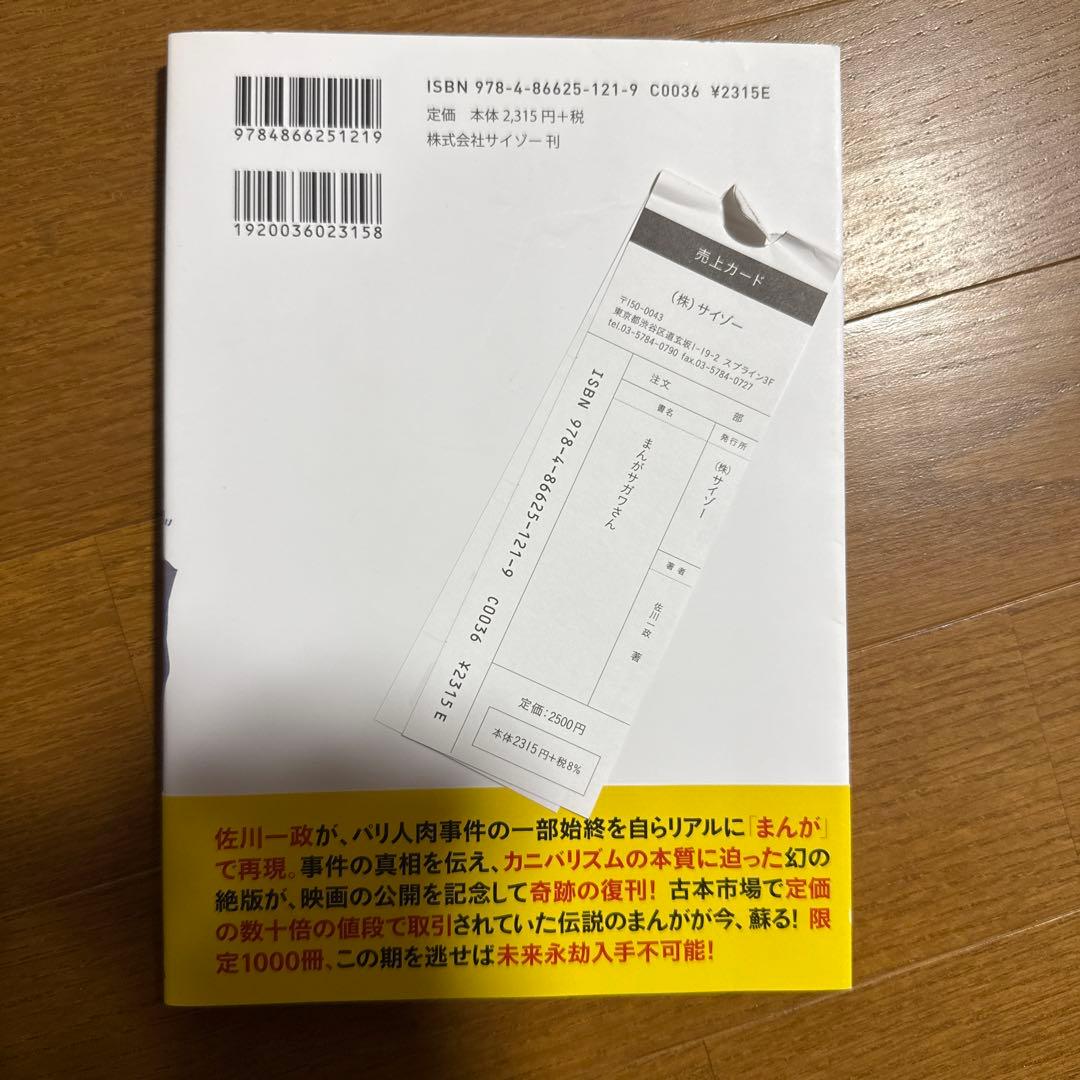 ISBN 978-4-86625-121-9 C0036 ¥2315E
定価 本体 2,315円+税
株式会社サイゾー 刊
9784866251219
1920036023158
売上カード
(株)サイゾー
〒150-0043
東京都渋谷区道玄坂1-19-2 スプライン3F
tel.03-5784-0790 fax.03-5784-0727
注文 部
書名
まんがサガワさん
発行所
(株)サイゾー
著者
佐川一政 著
ISBN 978-4-86625-121-9 C0036 ¥2315E
定価:2500円
本体2315円+税8%
佐川一政が、パリ人肉事件の一部始終を自らリアルに「まんが」
で再現。事件の真相を伝え、カニバリズムの本質に迫った幻の
絶版が、映画の公開を記念して奇跡の復刊! 古本市場で定価
の数十倍の値段で取引されていた伝説のまんがが今、蘇る! 限
定1000冊、この期を逃せば未来永劫入手不可能!